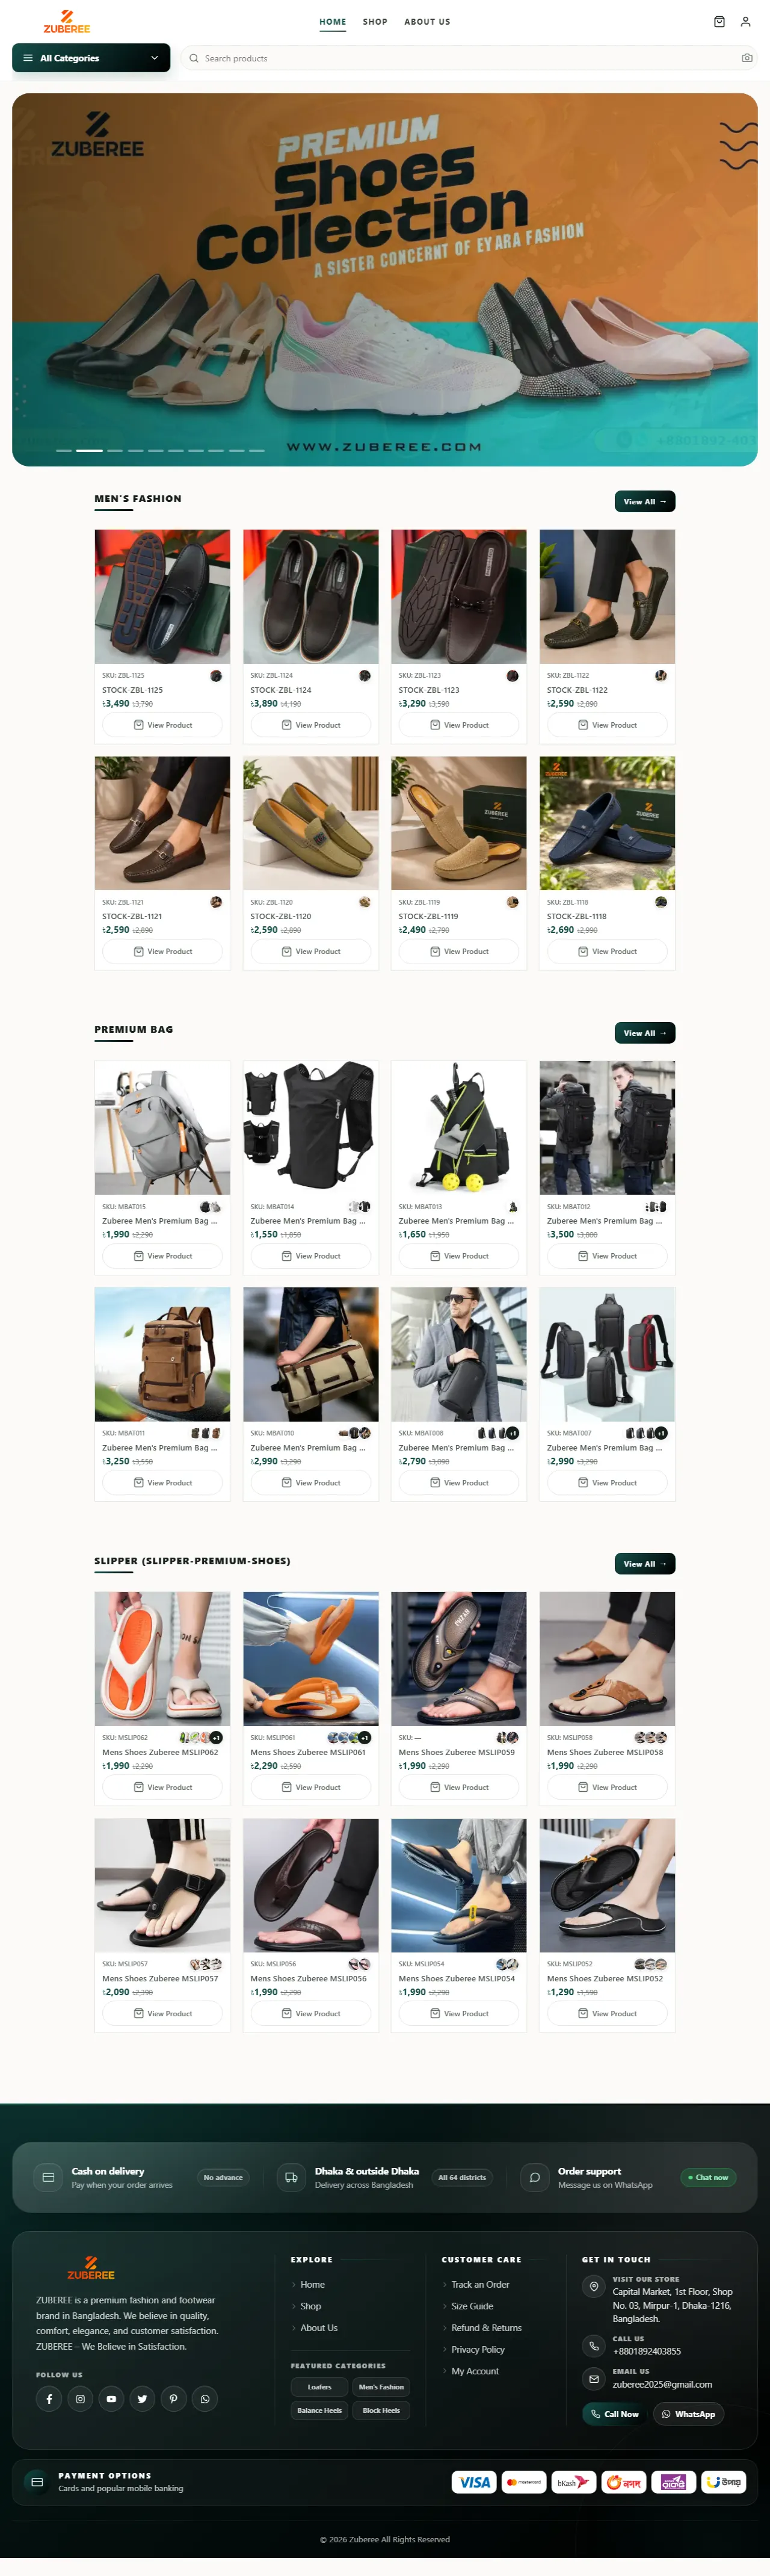 ZUBEREE
HOME SHOP ABOUT US
All Categories
Search products
ZUBEREE
PREMIUM
Shoes
Collection
A SISTER CONCERNT OF EYARA FASHION
WWW.ZUBEREE.COM
MEN'S FASHION
View All →
SKU: ZBL-1125
STOCK-ZBL-1125
৳3,490 ৳3,790
View Product
SKU: ZBL-1124
STOCK-ZBL-1124
৳3,890 ৳4,190
View Product
SKU: ZBL-1123
STOCK-ZBL-1123
৳3,290 ৳3,590
View Product
SKU: ZBL-1122
STOCK-ZBL-1122
৳2,590 ৳2,890
View Product
SKU: ZBL-1121
STOCK-ZBL-1121
৳2,590 ৳2,890
View Product
SKU: ZBL-1120
STOCK-ZBL-1120
৳2,590 ৳2,890
View Product
ZUBEREE
SKU: ZBL-1119
STOCK-ZBL-1119
৳2,490 ৳2,790
View Product
ZUBEREE
ZUBEREE
SKU: ZBL-1118
STOCK-ZBL-1118
৳2,690 ৳2,990
View Product
PREMIUM BAG
View All →
SKU: MBAT015
Zuberee Men's Premium Bag ...
৳1,990 ৳2,290
View Product
SKU: MBAT014
Zuberee Men's Premium Bag ...
৳1,550 ৳1,850
View Product
SKU: MBAT013
Zuberee Men's Premium Bag ...
৳1,650 ৳1,950
View Product
SKU: MBAT012
Zuberee Men's Premium Bag ...
৳3,500 ৳3,800
View Product
SKU: MBAT011
Zuberee Men's Premium Bag ...
৳3,250 ৳3,550
View Product
SKU: MBAT010
Zuberee Men's Premium Bag ...
৳2,990 ৳3,290
View Product
SKU: MBAT008
+1
Zuberee Men's Premium Bag ...
৳2,790 ৳3,090
View Product
SKU: MBAT007
+1
Zuberee Men's Premium Bag ...
৳2,990 ৳3,290
View Product
SLIPPER (SLIPPER-PREMIUM-SHOES)
View All →
SKU: MSLIP062
+1
Mens Shoes Zuberee MSLIP062
৳1,990 ৳2,290
View Product
SKU: MSLIP061
+1
Mens Shoes Zuberee MSLIP061
৳2,290 ৳2,590
View Product
SKU: —
Mens Shoes Zuberee MSLIP059
৳1,990 ৳2,290
View Product
SKU: MSLIP058
Mens Shoes Zuberee MSLIP058
৳1,990 ৳2,290
View Product
SKU: MSLIP057
Mens Shoes Zuberee MSLIP057
৳2,090 ৳2,390
View Product
SKU: MSLIP056
Mens Shoes Zuberee MSLIP056
৳1,990 ৳2,290
View Product
SKU: MSLIP054
Mens Shoes Zuberee MSLIP054
৳1,990 ৳2,290
View Product
SKU: MSLIP052
Mens Shoes Zuberee MSLIP052
৳1,290 ৳1,590
View Product
Cash on delivery
Pay when your order arrives
No advance
Dhaka & outside Dhaka
Delivery across Bangladesh
All 64 districts
Order support
Message us on WhatsApp
Chat now
ZUBEREE
ZUBEREE is a premium fashion and footwear
brand in Bangladesh. We believe in quality,
comfort, elegance, and customer satisfaction.
ZUBEREE – We Believe in Satisfaction.
FOLLOW US
EXPLORE
Home
Shop
About Us
FEATURED CATEGORIES
Loafers
Men's Fashion
Balance Heels
Block Heels
CUSTOMER CARE
Track an Order
Size Guide
Refund & Returns
Privacy Policy
My Account
GET IN TOUCH
VISIT OUR STORE
Capital Market, 1st Floor, Shop
No. 03, Mirpur-1, Dhaka-1216,
Bangladesh.
CALL US
+8801892403855
EMAIL US
zuberee2025@gmail.com
Call Now
WhatsApp
PAYMENT OPTIONS
Cards and popular mobile banking
VISA
mastercard
bKash
নগদ
উপায়
© 2026 Zuberee All Rights Reserved